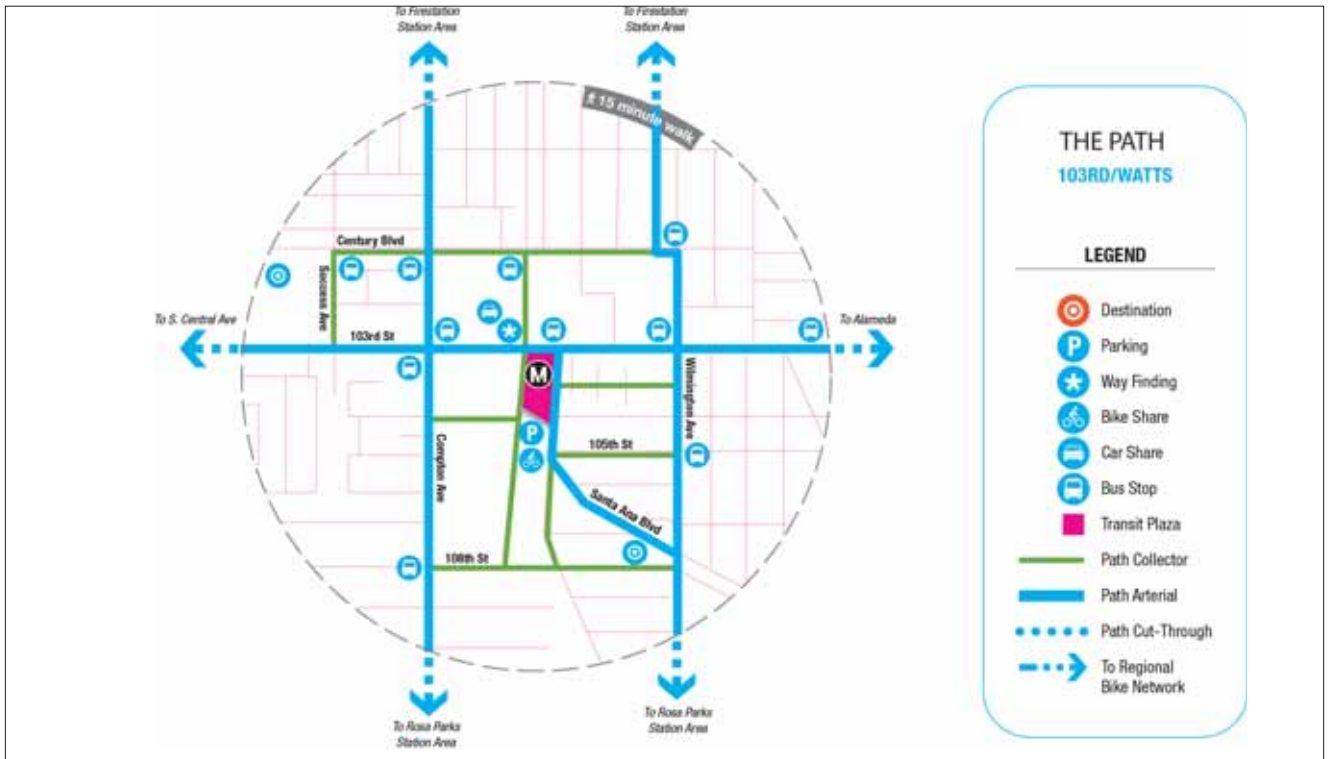 To Firestation
Station Area
To Firestation
Station Area
± 15 minute walk
Century Blvd
Success Ave
To S. Central Ave
103rd St
To Alameda
M
Wilmington Ave
Compton Ave
P
105th St
Santa Ana Blvd
108th St
To Rosa Parks
Station Area
To Rosa Parks
Station Area
THE PATH
103RD/WATTS
LEGEND
Destination
P Parking
Way Finding
Bike Share
Car Share
Bus Stop
Transit Plaza
Path Collector
Path Arterial
Path Cut-Through
To Regional
Bike Network